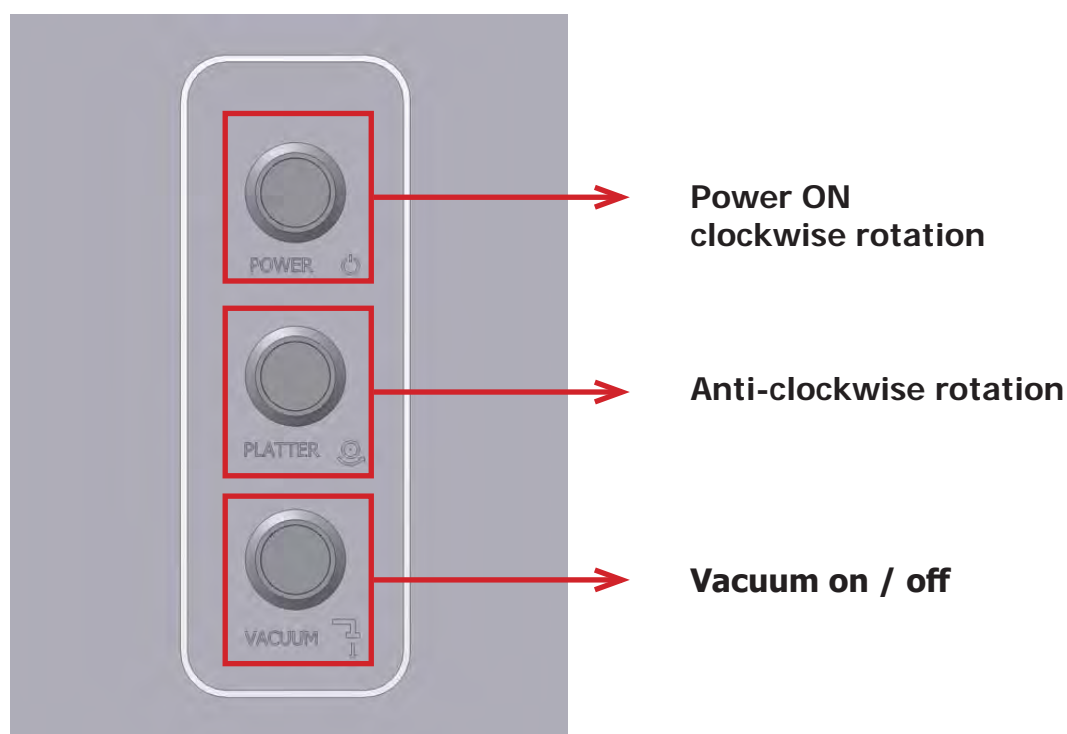 Power ON
clockwise rotation
POWER
Anti-clockwise rotation
PLATTER
Vacuum on / off
VACUUM